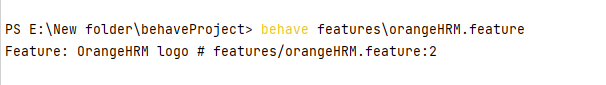 PS E:\New folder\behaveProject> behave features\orangeHRM.feature
Feature: OrangeHRM logo # features/orangeHRM.feature:2